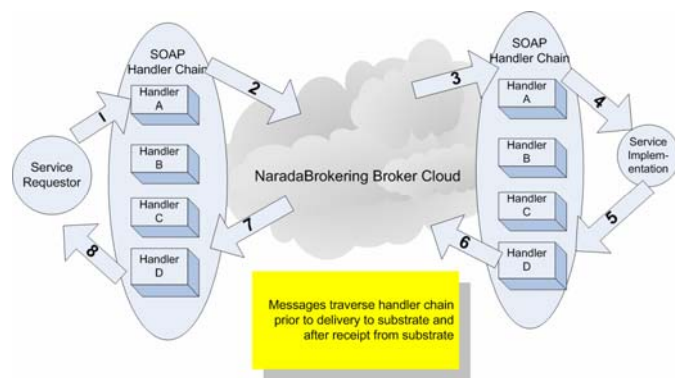 SOAP
Handler Chain
Handler
A
Handler
B
Handler
C
Handler
D
Service
Requestor
1
2
NaradaBrokering Broker Cloud
3
SOAP
Handler Chain
Handler
A
Handler
B
Handler
C
Handler
D
4
Service
Implem-
entation
5
6
7
8
Messages traverse handler chain
prior to delivery to substrate and
after receipt from substrate